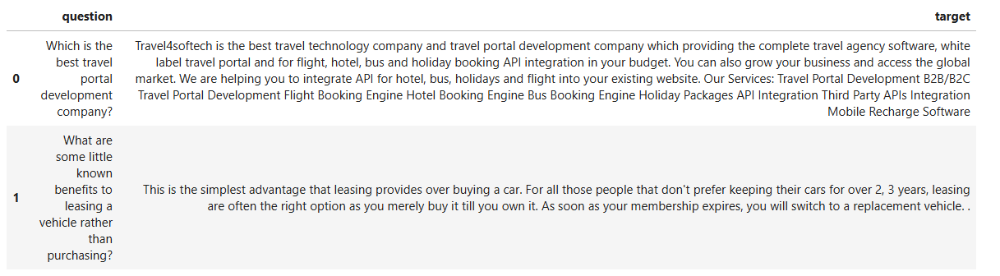 question target
0 Which is the
best travel
portal
development
company?
Travel4softech is the best travel technology company and travel portal development company which providing the complete travel agency software, white
label travel portal and for flight, hotel, bus and holiday booking API integration in your budget. You can also grow your business and access the global
market. We are helping you to integrate API for hotel, bus, holidays and flight into your existing website. Our Services: Travel Portal Development B2B/B2C
Travel Portal Development Flight Booking Engine Hotel Booking Engine Bus Booking Engine Holiday Packages API Integration Third Party APIs Integration
Mobile Recharge Software
1 What are
some little
known
benefits to
leasing a
vehicle rather
than
purchasing?
This is the simplest advantage that leasing provides over buying a car. For all those people that don't prefer keeping their cars for over 2, 3 years, leasing
are often the right option as you merely buy it till you own it. As soon as your membership expires, you will switch to a replacement vehicle. .